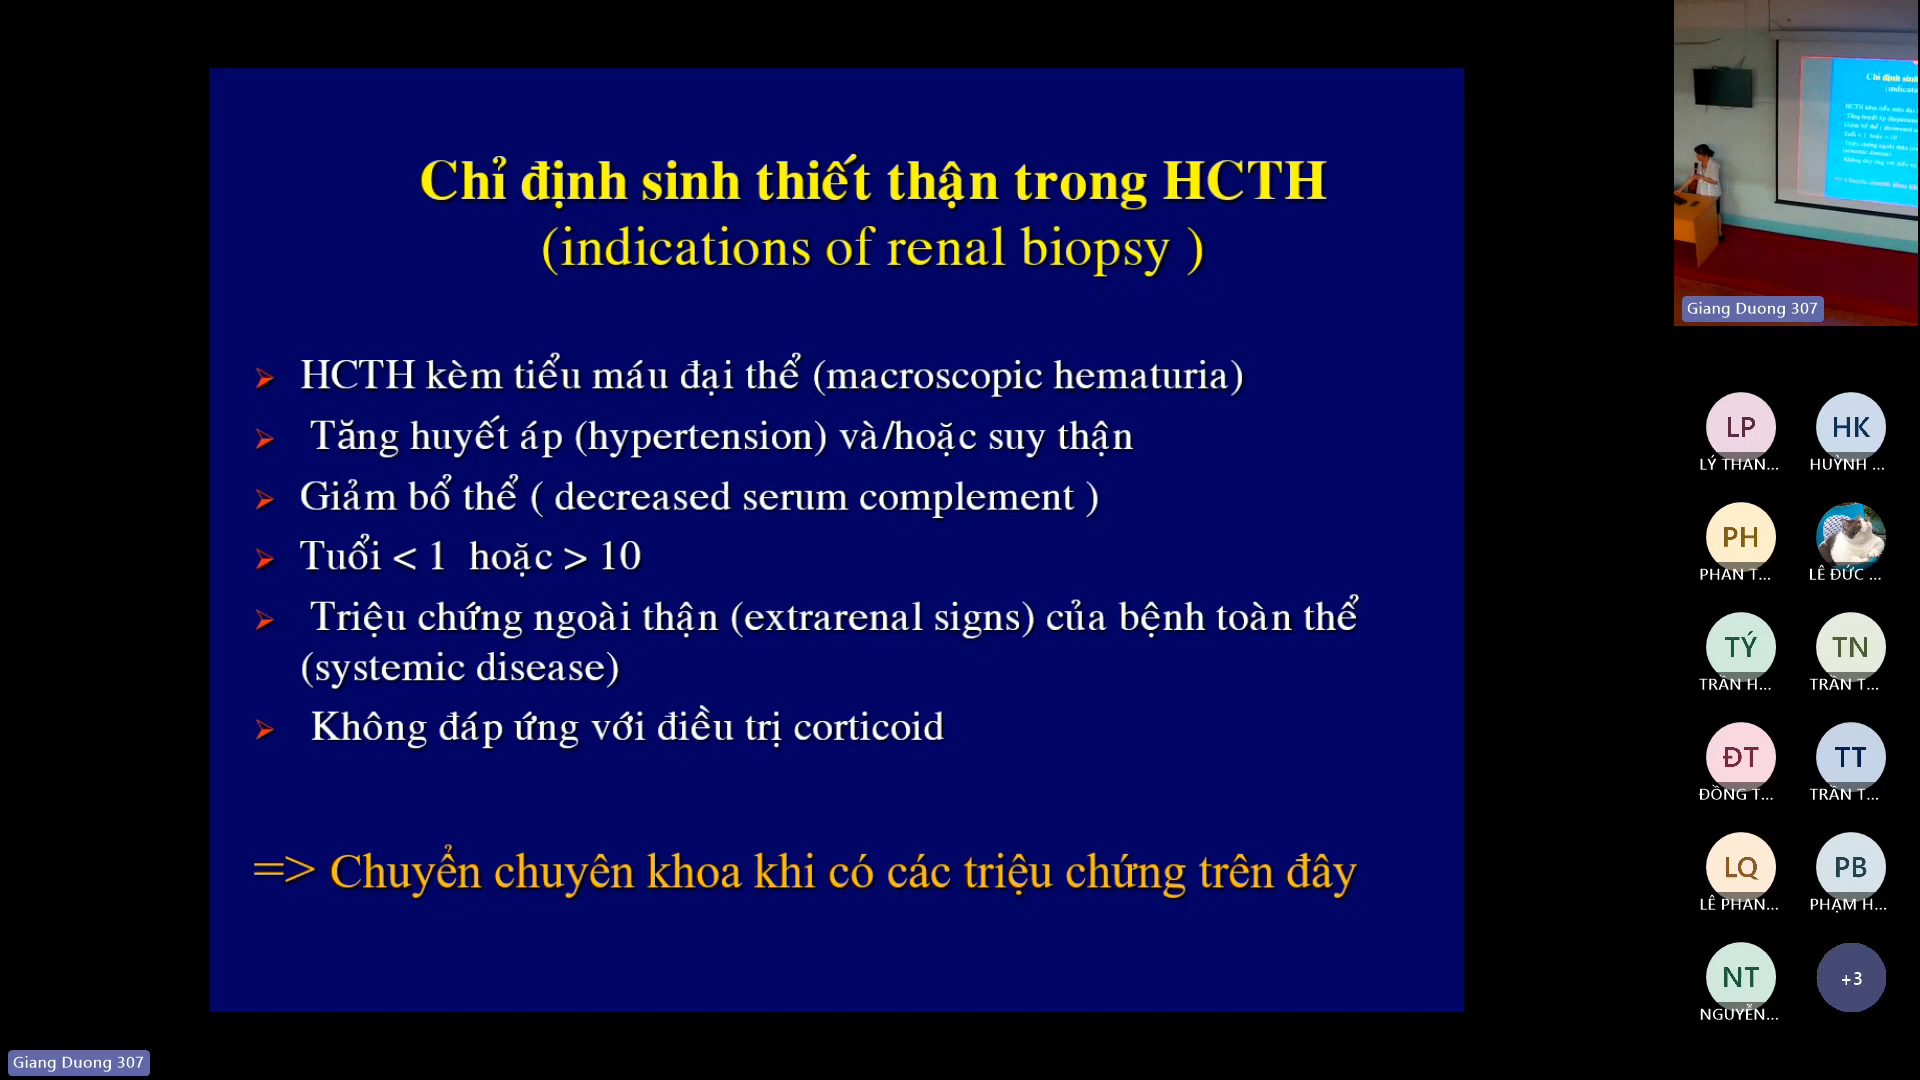 Chỉ định sinh thiết thận trong HCTH
(indications of renal biopsy )
HCTH kèm tiểu máu đại thể (macroscopic hematuria)
Tăng huyết áp (hypertension) và/hoặc suy thận
Giảm bổ thể ( decreased serum complement )
Tuổi < 1 hoặc > 10
Triệu chứng ngoài thận (extrarenal signs) của bệnh toàn thể
(systemic disease)
Không đáp ứng với điều trị corticoid
=> Chuyển chuyên khoa khi có các triệu chứng trên đây
Giang Duong 307
Giang Duong 307
LP
HK
LÝ THAN...
HUỲNH ...
PH
PHAN T...
LÊ ĐỨC ...
TÝ
TN
TRẦN H...
TRẦN T...
ĐT
TT
ĐỒNG T...
TRẦN T...
LQ
PB
LÊ PHAN...
PHẠM H...
NT
+3
NGUYỄN...